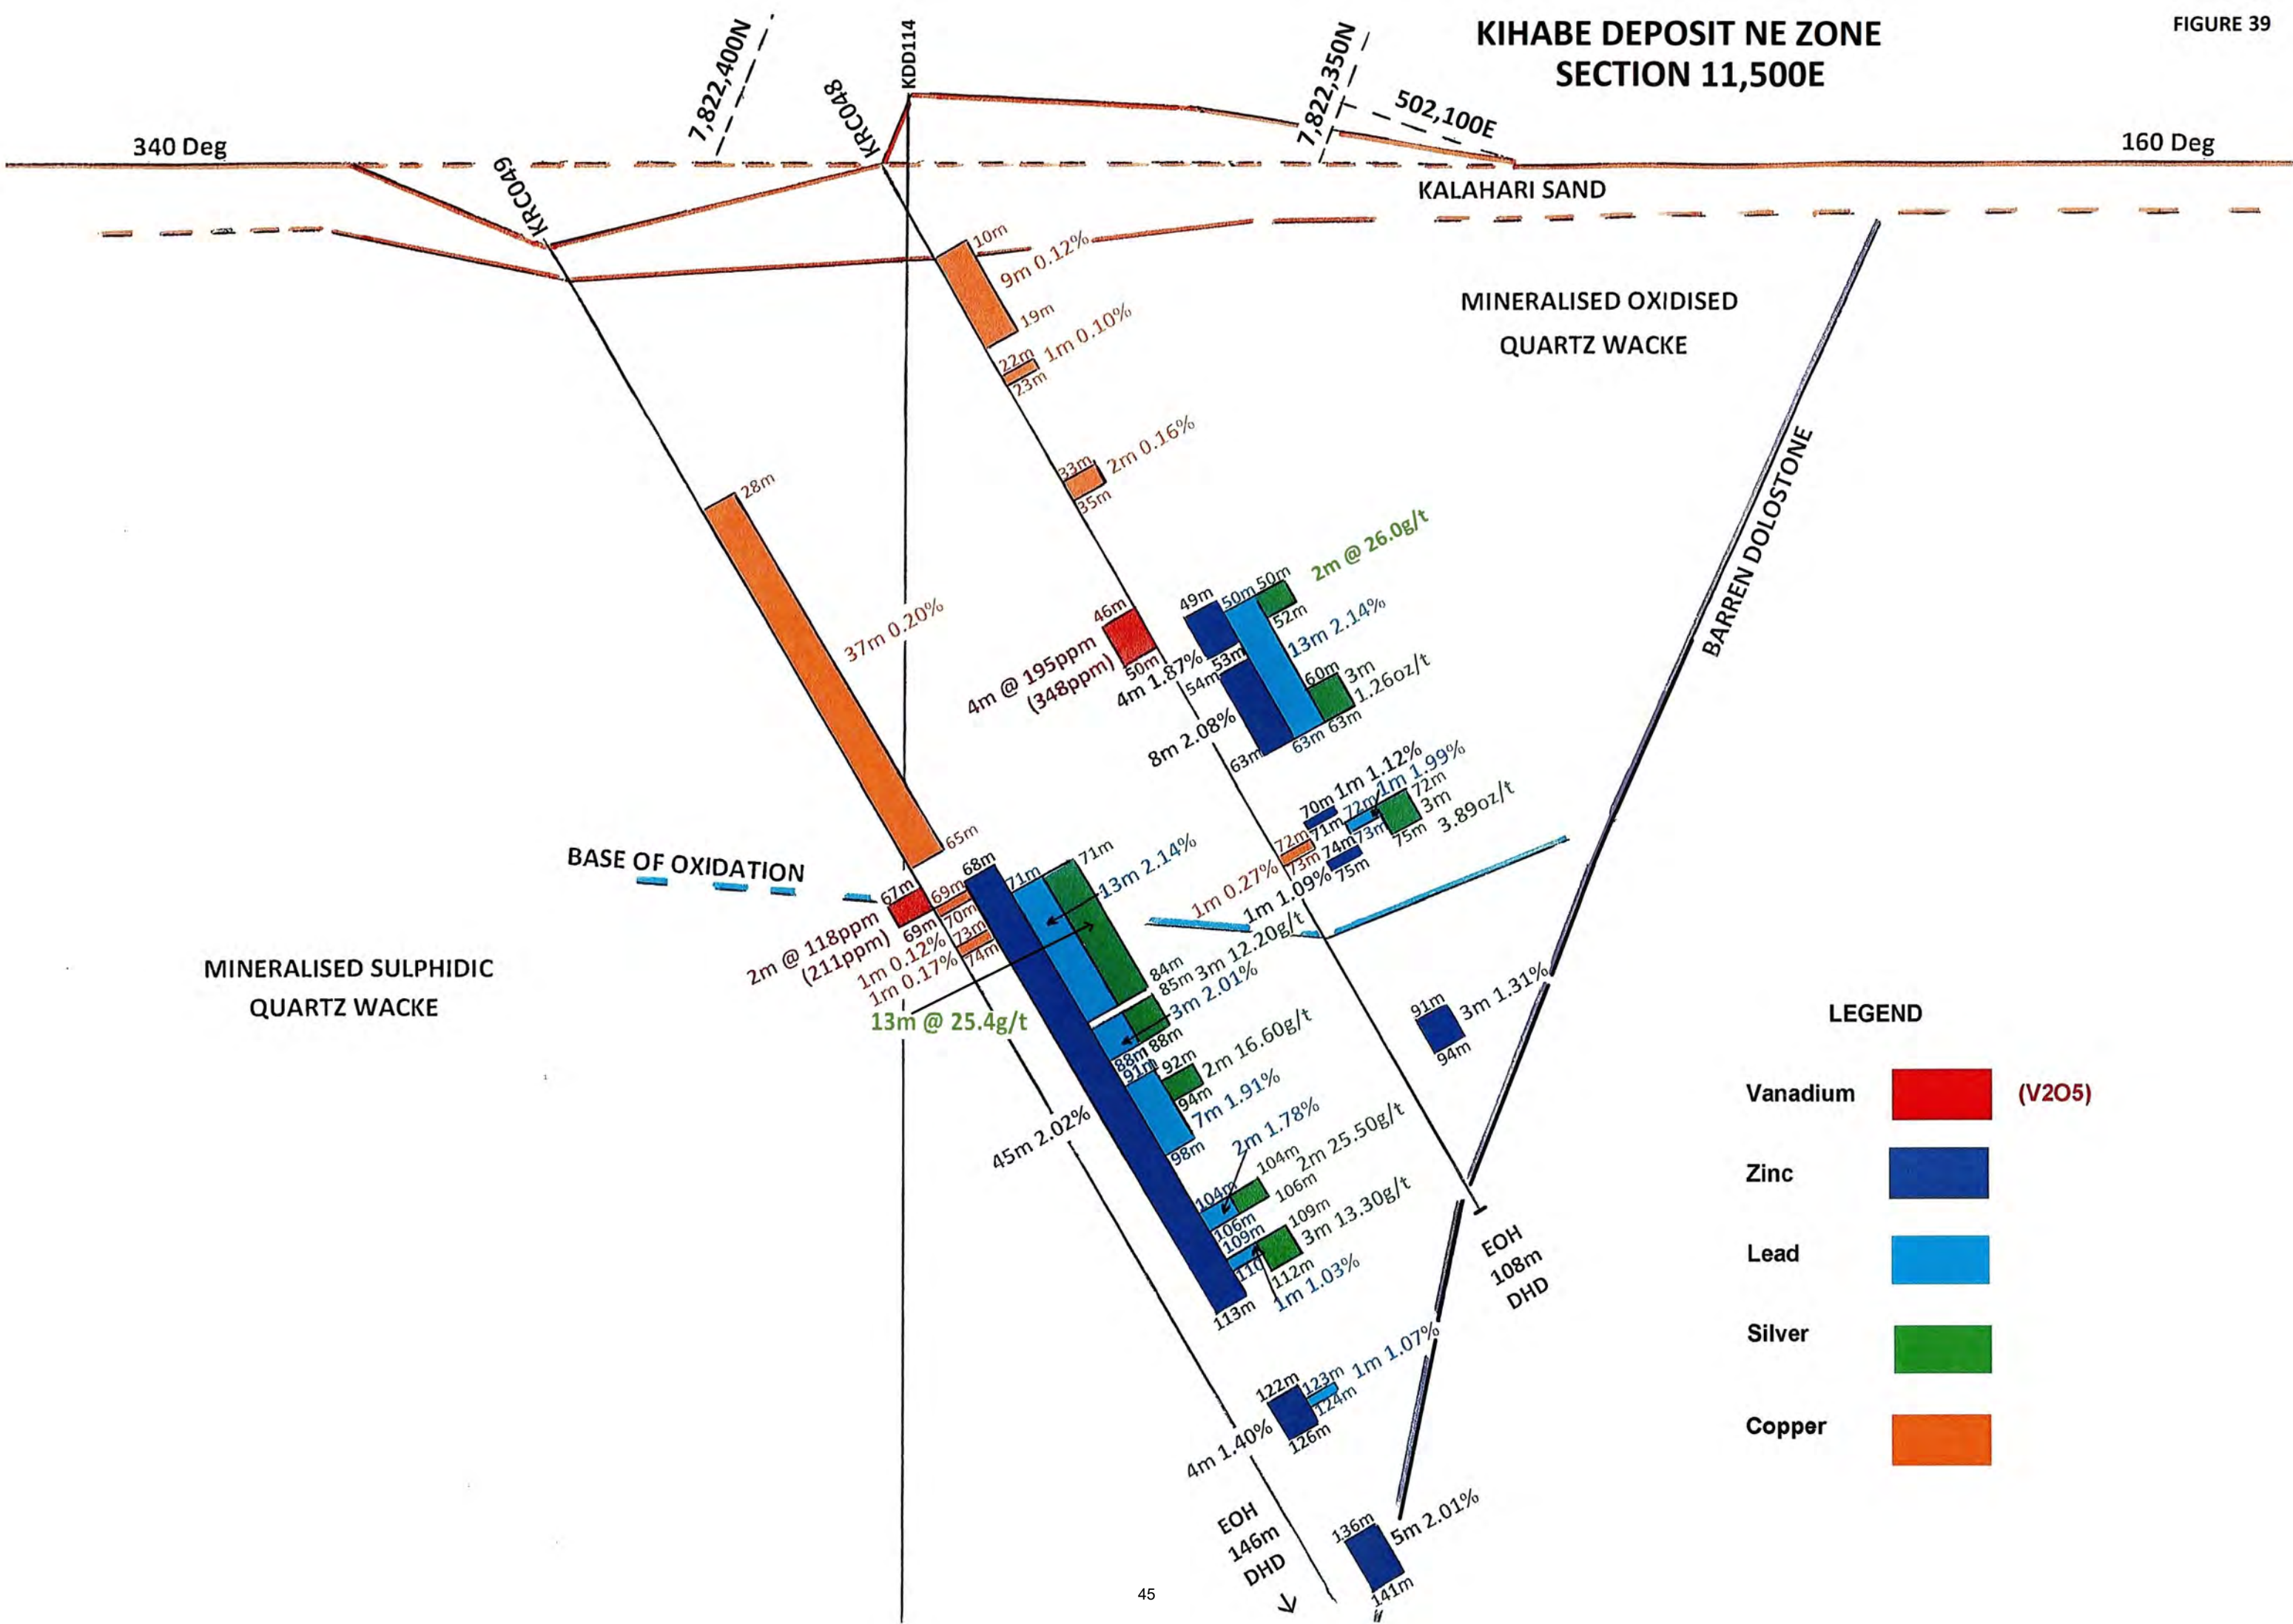 KIHABE DEPOSIT NE ZONE
SECTION 11,500E
FIGURE 39
340 Deg
160 Deg
7,822,400N
KDD114
KRC048
KRC049
7,822,350N
502,100E
KALAHARI SAND
MINERALISED OXIDISED
QUARTZ WACKE
BARREN DOLOSTONE
10m
9m 0.12%
19m
22m
1m 0.10%
23m
33m
2m 0.16%
35m
28m
37m 0.20%
65m
46m
4m @ 195ppm
(348ppm)
50m
49m
50m
50m
2m @ 26.0g/t
52m
13m 2.14%
4m 1.87%
53m
54m
60m
3m
1.26oz/t
8m 2.08%
63m
63m
63m
70m
1m 1.12%
71m
72m
1m 1.99%
73m
72m
3m
3.89oz/t
75m
72m
73m
1m 0.27%
74m
1m 1.09%
75m
BASE OF OXIDATION
67m
2m @ 118ppm
(211ppm)
69m
69m
70m
1m 0.12%
73m
1m 0.17%
74m
68m
71m
71m
13m 2.14%
13m @ 25.4g/t
84m
85m
3m 12.20g/t
3m 2.01%
88m
88m
91m
92m
2m 16.60g/t
94m
7m 1.91%
98m
45m 2.02%
2m 1.78%
104m
104m
2m 25.50g/t
106m
106m
109m
109m
3m 13.30g/t
110
112m
1m 1.03%
113m
91m
3m 1.31%
94m
EOH
108m
DHD
122m
123m
1m 1.07%
124m
126m
4m 1.40%
136m
5m 2.01%
141m
EOH
146m
DHD
MINERALISED SULPHIDIC
QUARTZ WACKE
LEGEND
Vanadium (V2O5)
Zinc
Lead
Silver
Copper
45